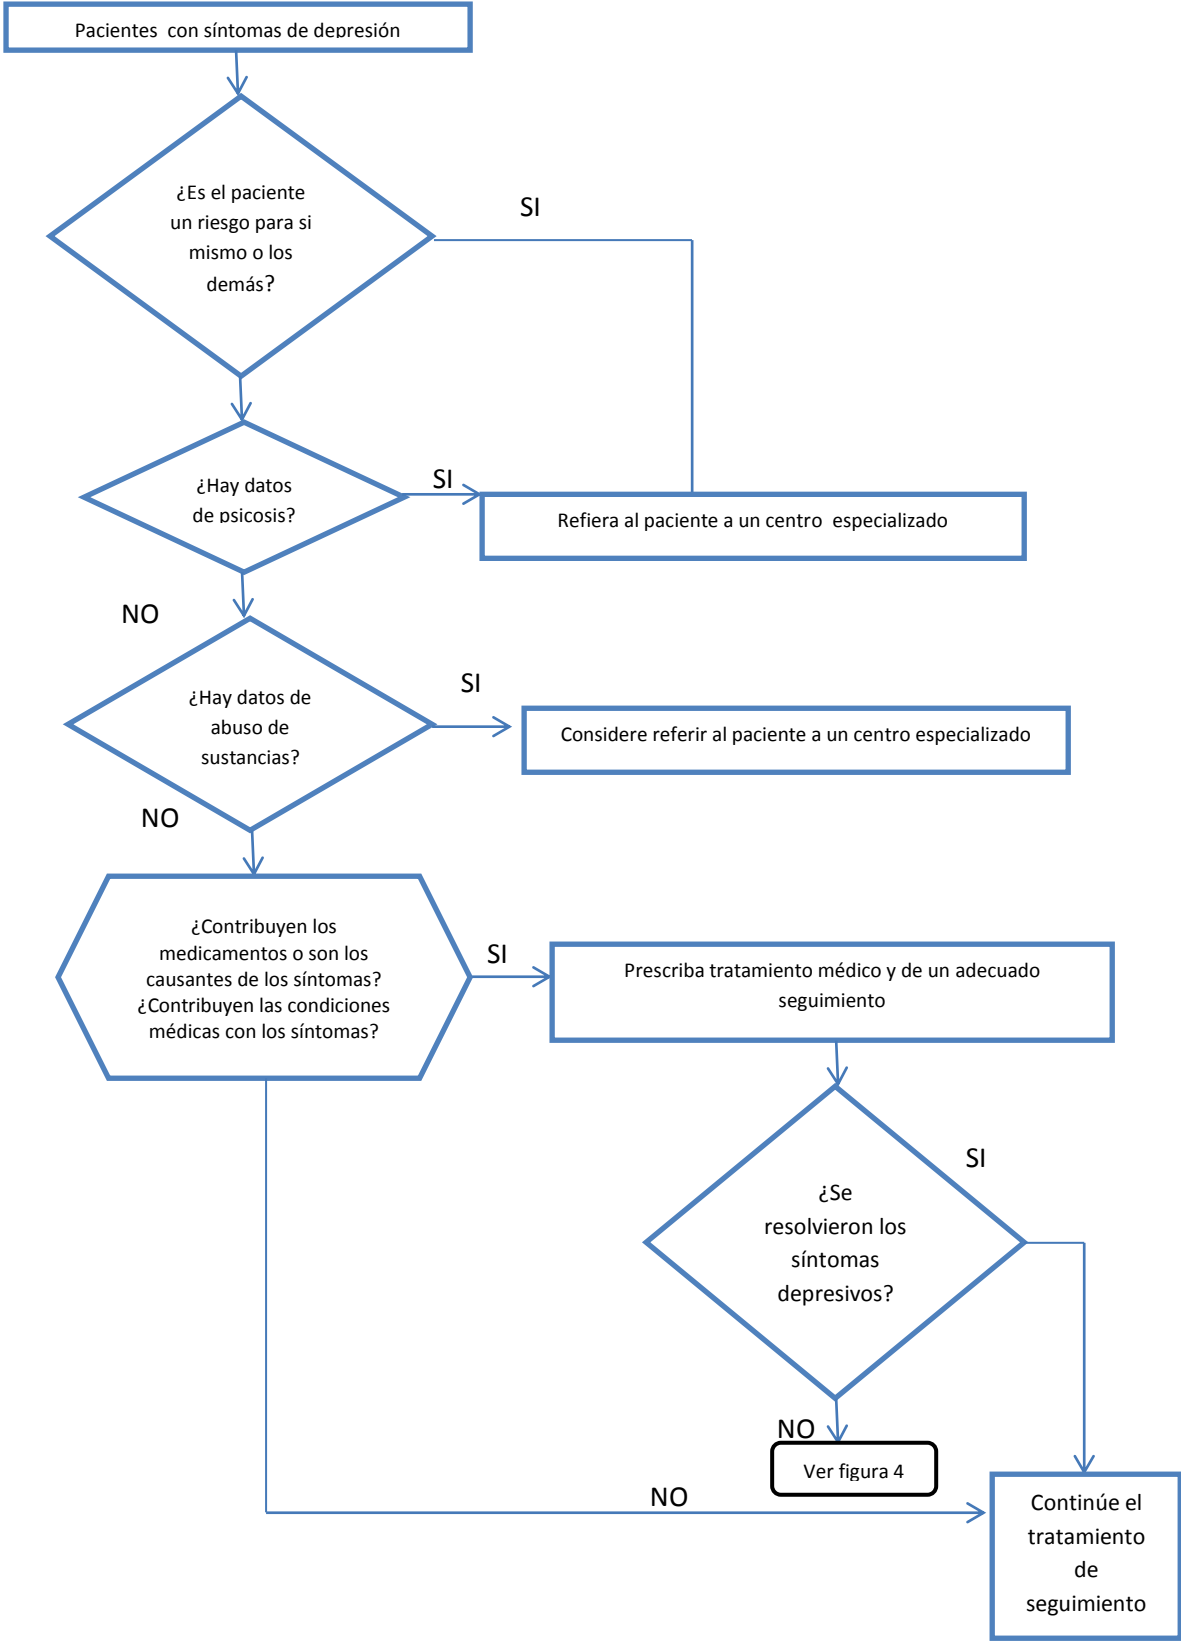 Pacientes con síntomas de depresión
¿Es el paciente
un riesgo para si
mismo o los
demás?
SI
¿Hay datos
de psicosis?
SI
Refiera al paciente a un centro especializado
NO
¿Hay datos de
abuso de
sustancias?
SI
Considere referir al paciente a un centro especializado
NO
¿Contribuyen los
medicamentos o son los
causantes de los síntomas?
¿Contribuyen las condiciones
médicas con los síntomas?
SI
Prescriba tratamiento médico y de un adecuado
seguimiento
¿Se
resolvieron los
síntomas
depresivos?
SI
NO
Ver figura 4
NO
Continúe el
tratamiento
de
seguimiento